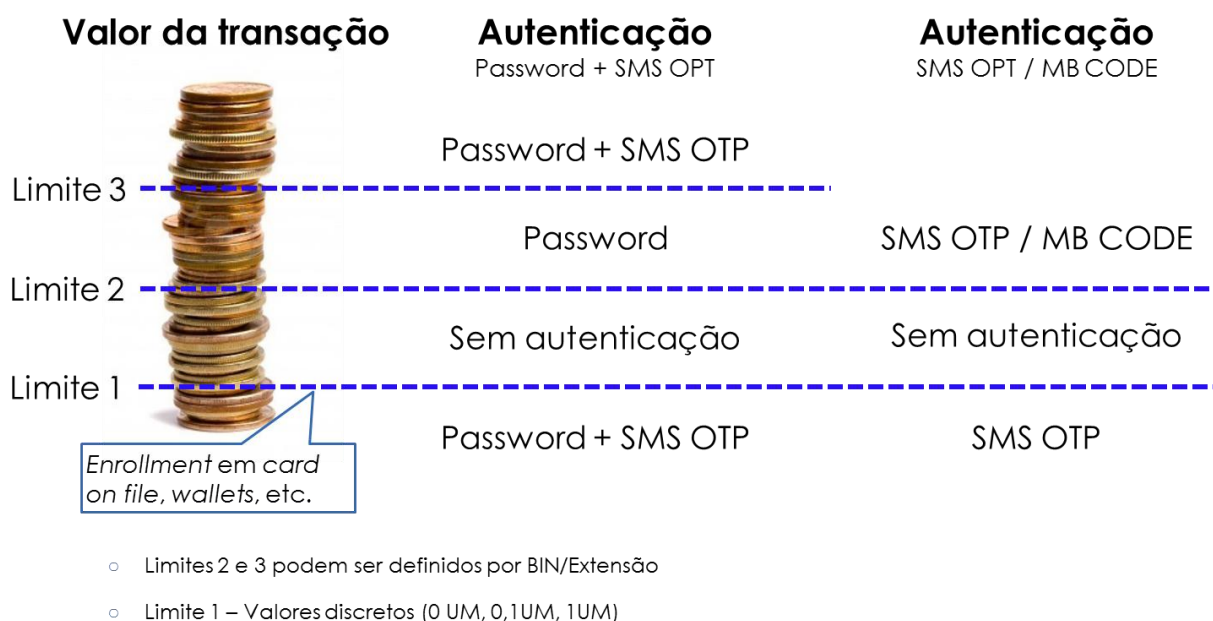 Valor da transação
Autenticação
Password + SMS OPT
Autenticação
SMS OPT / MB CODE
Password + SMS OTP
Limite 3
Password
SMS OTP / MB CODE
Limite 2
Sem autenticação
Sem autenticação
Limite 1
Password + SMS OTP
SMS OTP
Enrollment em card
on file, wallets, etc.
○ Limites 2 e 3 podem ser definidos por BIN/Extensão
○ Limite 1 – Valores discretos (0 UM, 0,1UM, 1UM)